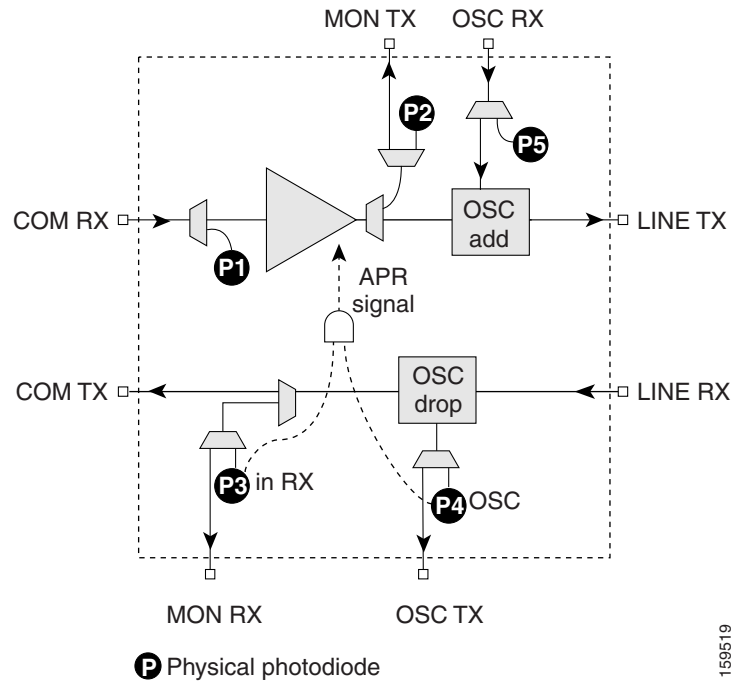 MON TX
OSC RX
P2
P5
COM RX
OSC
add
LINE TX
P1
APR
signal
COM TX
OSC
drop
LINE RX
P3 in RX
P4 OSC
MON RX
OSC TX
P Physical photodiode
159519